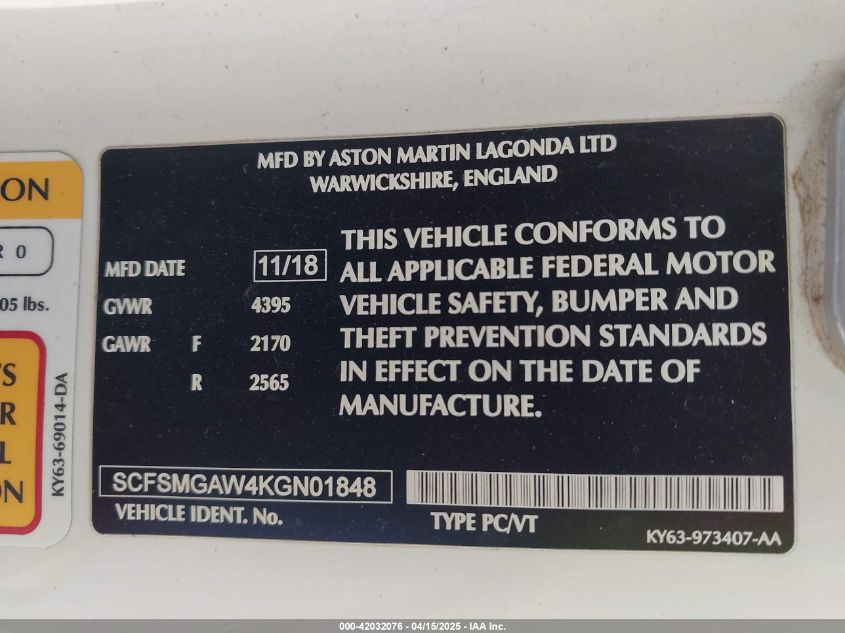 ON
R 0
05 lbs.
S
R
L
ON
KY63-69014-DA
MFD BY ASTON MARTIN LAGONDA LTD
WARWICKSHIRE, ENGLAND
MFD DATE 11/18
GVWR 4395
GAWR F 2170
R 2565
THIS VEHICLE CONFORMS TO
ALL APPLICABLE FEDERAL MOTOR
VEHICLE SAFETY, BUMPER AND
THEFT PREVENTION STANDARDS
IN EFFECT ON THE DATE OF
MANUFACTURE.
SCFSMGAW4KGN01848
VEHICLE IDENT. No.
TYPE PC/VT
KY63-973407-AA
000-42032076 - 04/15/2025 - IAA Inc.